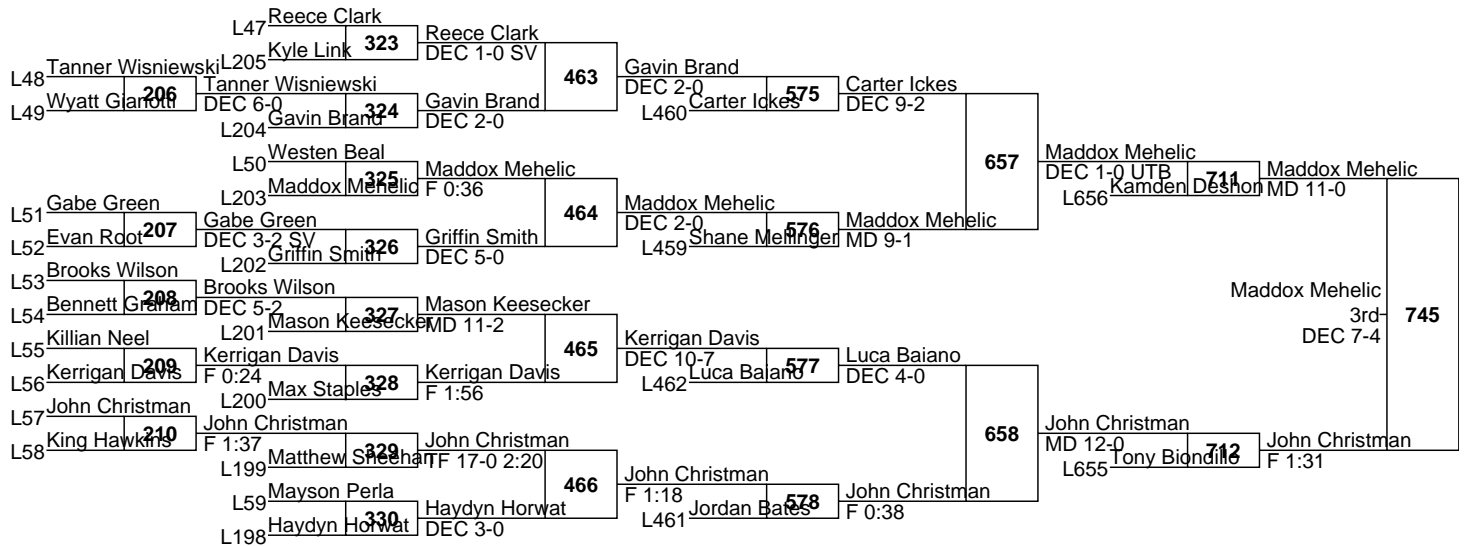 L47 Reece Clark
323
L205 Kyle Link
Reece Clark
DEC 1-0 SV
L48 Tanner Wisniewski
206
L49 Wyatt Gianotti
Tanner Wisniewski
DEC 6-0
324
L204 Gavin Brand
Gavin Brand
DEC 2-0
463
Gavin Brand
DEC 2-0
575
L460 Carter Ickes
Carter Ickes
DEC 9-2
L50 Westen Beal
325
L203 Maddox Mehelic
Maddox Mehelic
F 0:36
L51 Gabe Green
207
L52 Evan Root
Gabe Green
DEC 3-2 SV
326
L202 Griffin Smith
Griffin Smith
DEC 5-0
464
Maddox Mehelic
DEC 2-0
576
L459 Shane Mellinger
Maddox Mehelic
MD 9-1
657
Maddox Mehelic
DEC 1-0 UTB
711
L656 Kamden Deshon
Maddox Mehelic
MD 11-0
L53 Brooks Wilson
208
L54 Bennett Graham
Brooks Wilson
DEC 5-2
327
L201 Mason Keesecker
Mason Keesecker
MD 11-2
L55 Killian Neel
209
L56 Kerrigan Davis
Kerrigan Davis
F 0:24
328
L200 Max Staples
Kerrigan Davis
F 1:56
465
Kerrigan Davis
DEC 10-7
577
L462 Luca Baiano
Luca Baiano
DEC 4-0
L57 John Christman
210
L58 King Hawkins
John Christman
F 1:37
329
L199 Matthew Sheehan
John Christman
TF 17-0 2:20
L59 Mayson Perla
330
L198 Haydyn Horwat
Haydyn Horwat
DEC 3-0
466
John Christman
F 1:18
578
L461 Jordan Bates
John Christman
F 0:38
658
John Christman
MD 12-0
712
L655 Tony Biondillo
John Christman
F 1:31
745
Maddox Mehelic
3rd
DEC 7-4